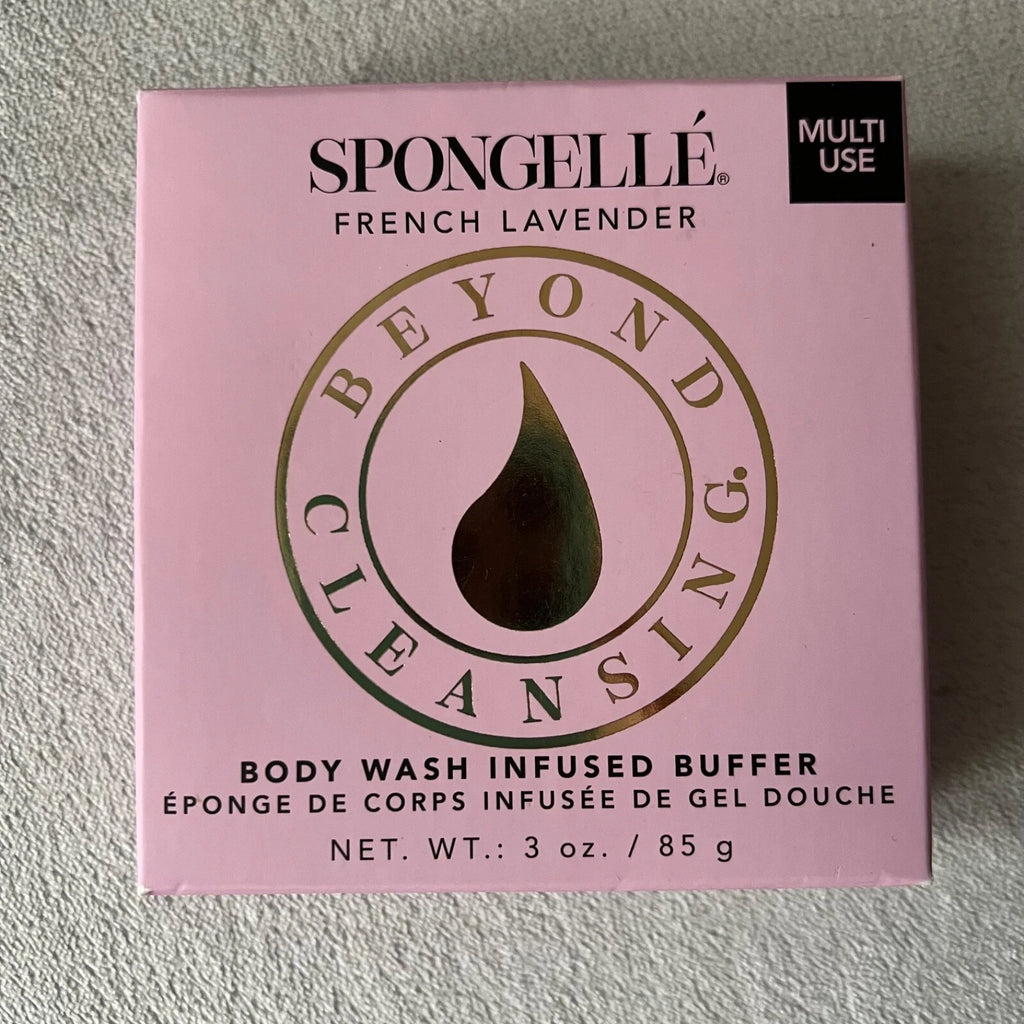 SPONGELLÉ®
MULTI
USE
FRENCH LAVENDER
BEYOND
CLEANSING.
BODY WASH INFUSED BUFFER
ÉPONGE DE CORPS INFUSÉE DE GEL DOUCHE
NET. WT.: 3 oz. / 85 g